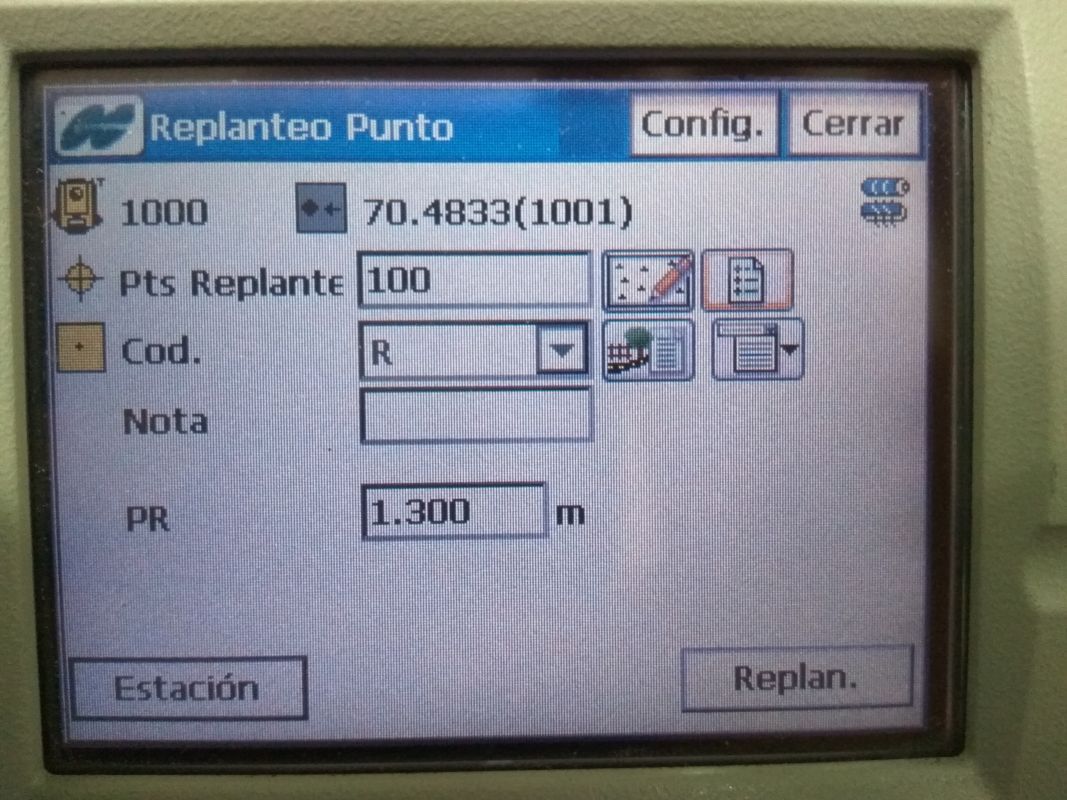 Replanteo Punto Config. Cerrar
1000 70.4833(1001)
Pts Replante 100
Cod. R
Nota
PR 1.300 m
Estación Replan.